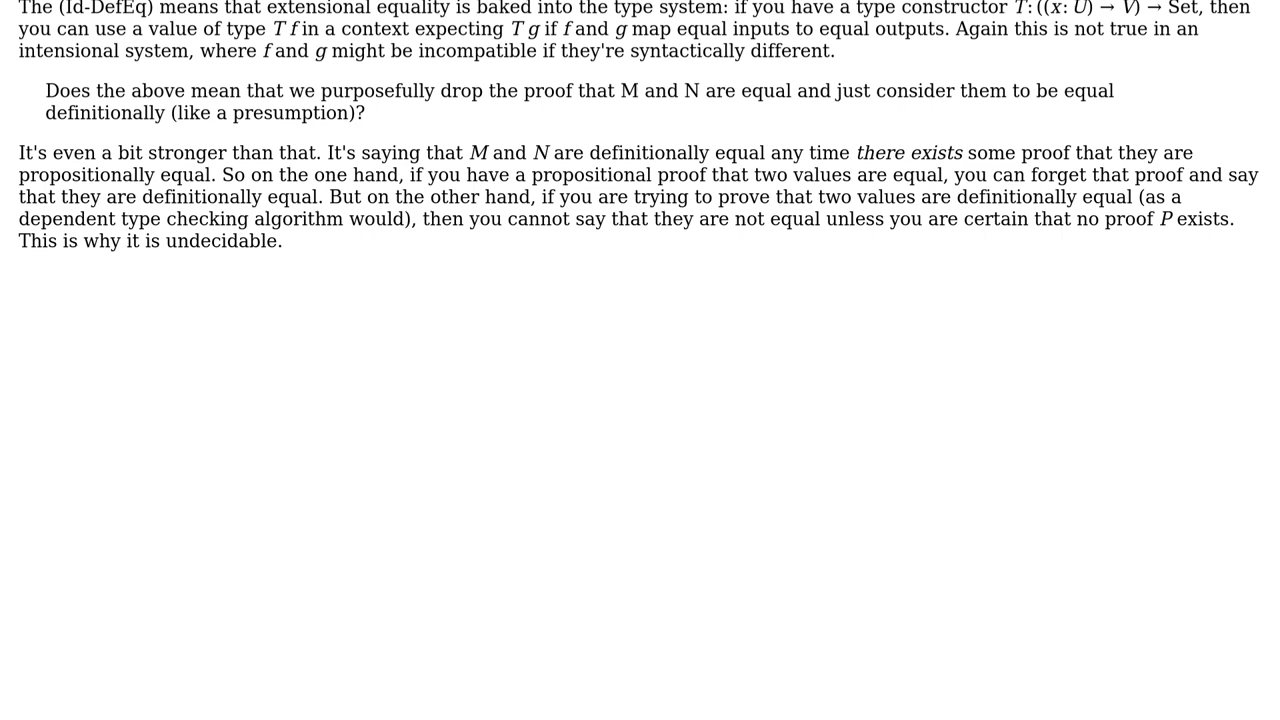 The (Id-DefEq) means that extensional equality is baked into the type system: if you have a type constructor T: ((x: U) → V) → Set, then
you can use a value of type T f in a context expecting T g if f and g map equal inputs to equal outputs. Again this is not true in an
intensional system, where f and g might be incompatible if they're syntactically different.
Does the above mean that we purposefully drop the proof that M and N are equal and just consider them to be equal
definitionally (like a presumption)?
It's even a bit stronger than that. It's saying that M and N are definitionally equal any time there exists some proof that they are
propositionally equal. So on the one hand, if you have a propositional proof that two values are equal, you can forget that proof and say
that they are definitionally equal. But on the other hand, if you are trying to prove that two values are definitionally equal (as a
dependent type checking algorithm would), then you cannot say that they are not equal unless you are certain that no proof P exists.
This is why it is undecidable.